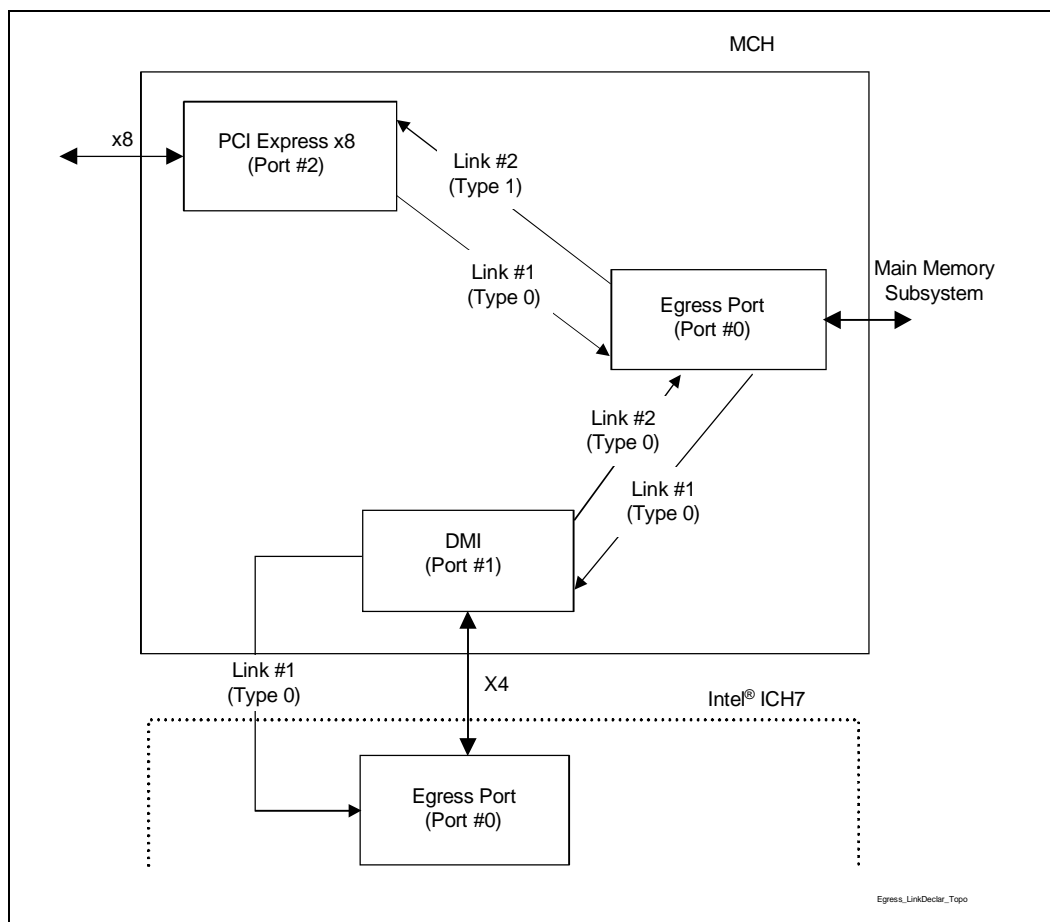 MCH
x8
PCI Express x8
(Port #2)
Link #2
(Type 1)
Link #1
(Type 0)
Main Memory
Subsystem
Egress Port
(Port #0)
Link #2
(Type 0)
Link #1
(Type 0)
DMI
(Port #1)
Link #1
(Type 0)
X4
Intel® ICH7
Egress Port
(Port #0)
Egress_LinkDeclar_Topo